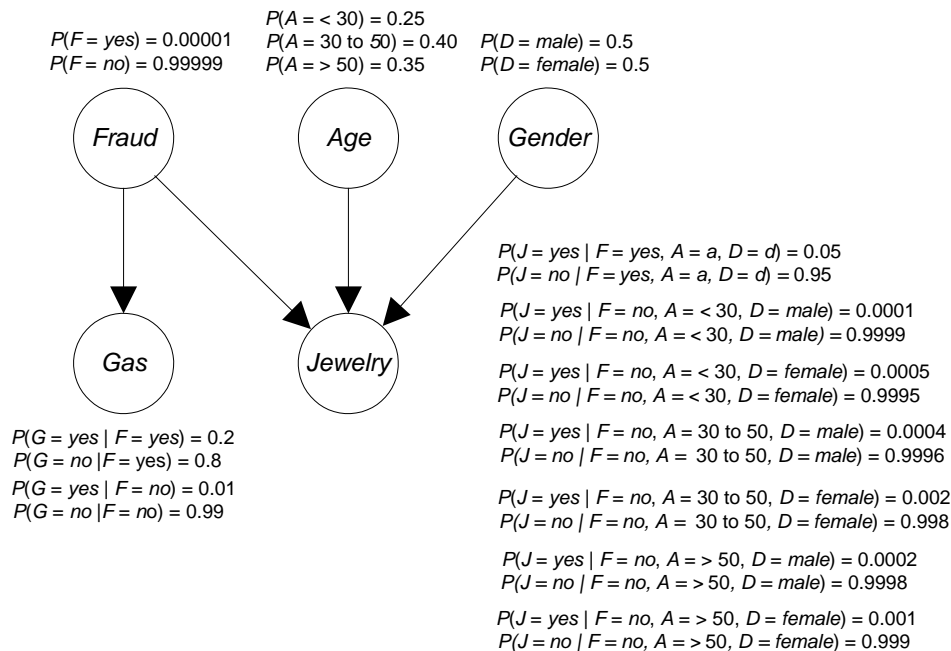 P(F = yes) = 0.00001
P(F = no) = 0.99999
P(A = < 30) = 0.25
P(A = 30 to 50) = 0.40
P(A = > 50) = 0.35
P(D = male) = 0.5
P(D = female) = 0.5
Fraud
Age
Gender
P(J = yes | F = yes, A = a, D = d) = 0.05
P(J = no | F = yes, A = a, D = d) = 0.95
P(J = yes | F = no, A = < 30, D = male) = 0.0001
P(J = no | F = no, A = < 30, D = male) = 0.9999
P(J = yes | F = no, A = < 30, D = female) = 0.0005
P(J = no | F = no, A = < 30, D = female) = 0.9995
P(J = yes | F = no, A = 30 to 50, D = male) = 0.0004
P(J = no | F = no, A = 30 to 50, D = male) = 0.9996
P(J = yes | F = no, A = 30 to 50, D = female) = 0.002
P(J = no | F = no, A = 30 to 50, D = female) = 0.998
P(J = yes | F = no, A = > 50, D = male) = 0.0002
P(J = no | F = no, A = > 50, D = male) = 0.9998
P(J = yes | F = no, A = > 50, D = female) = 0.001
P(J = no | F = no, A = > 50, D = female) = 0.999
Gas
Jewelry
P(G = yes | F = yes) = 0.2
P(G = no |F = yes) = 0.8
P(G = yes | F = no) = 0.01
P(G = no |F = no) = 0.99